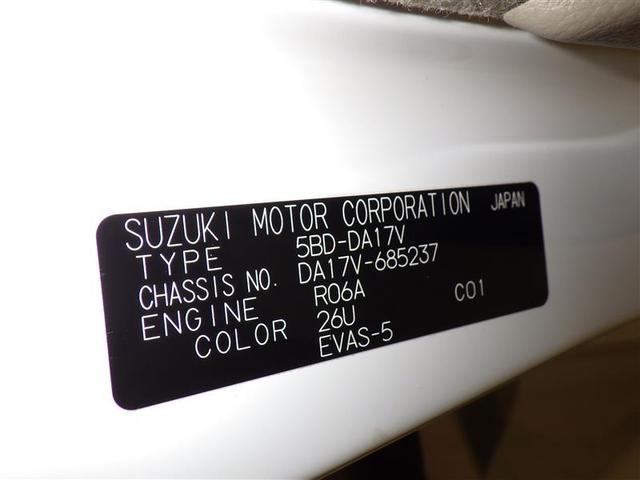 SUZUKI MOTOR CORPORATION JAPAN
TYPE 5BD-DA17V
CHASSIS NO. DA17V-685237
ENGINE R06A C01
COLOR 26U
EVAS-5